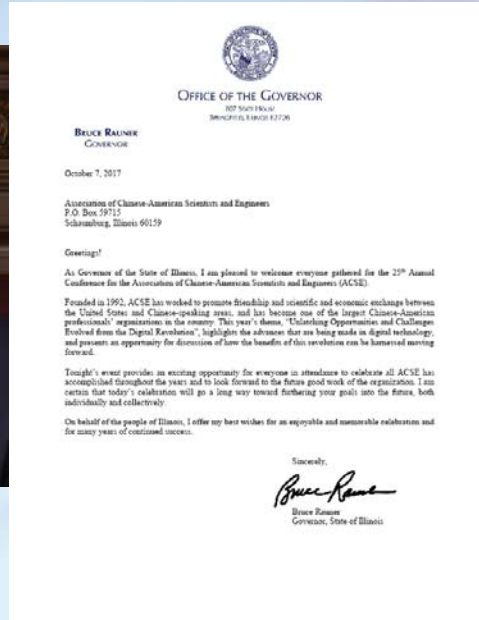 OFFICE OF THE GOVERNOR
207 STATE HOUSE
SPRINGFIELD, ILLINOIS 62706
BRUCE RAUNER
GOVERNOR
October 7, 2017
Association of Chinese-American Scientists and Engineers
P.O. Box 59715
Schaumburg, Illinois 60159
Greetings!
As Governor of the State of Illinois, I am pleased to welcome everyone gathered for the 25th Annual
Conference for the Association of Chinese-American Scientists and Engineers (ACSE).
Founded in 1992, ACSE has worked to promote friendship and scientific and economic exchange between
the United States and Chinese-speaking areas, and has become one of the largest Chinese-American
professionals' organizations in the country. This year's theme, "Unlatching Opportunities and Challenges
Evolved from the Digital Revolution", highlights the advances that are being made in digital technology,
and presents an opportunity for discussion of how the benefits of this revolution can be harnessed moving
forward.
Tonight's event provides an exciting opportunity for everyone in attendance to celebrate all ACSE has
accomplished throughout the years and to look forward to the future good work of the organization. I am
certain that today's celebration will go a long way toward furthering your goals into the future, both
individually and collectively.
On behalf of the people of Illinois, I offer my best wishes for an enjoyable and memorable celebration and
for many years of continued success.
Sincerely,
Bruce Rauner
Bruce Rauner
Governor, State of Illinois